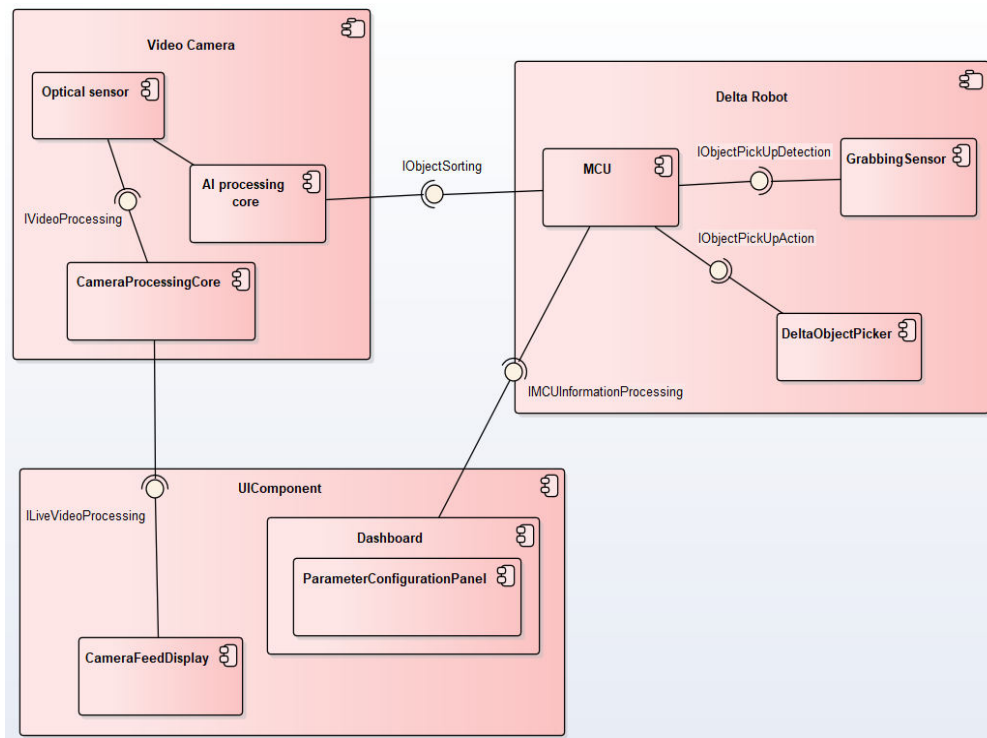 Video Camera
Optical sensor
AI processing
core
IVideoProcessing
CameraProcessingCore
IObjectSorting
Delta Robot
MCU
IObjectPickUpDetection
GrabbingSensor
IObjectPickUpAction
DeltaObjectPicker
IMCUInformationProcessing
UIComponent
ILiveVideoProcessing
Dashboard
ParameterConfigurationPanel
CameraFeedDisplay